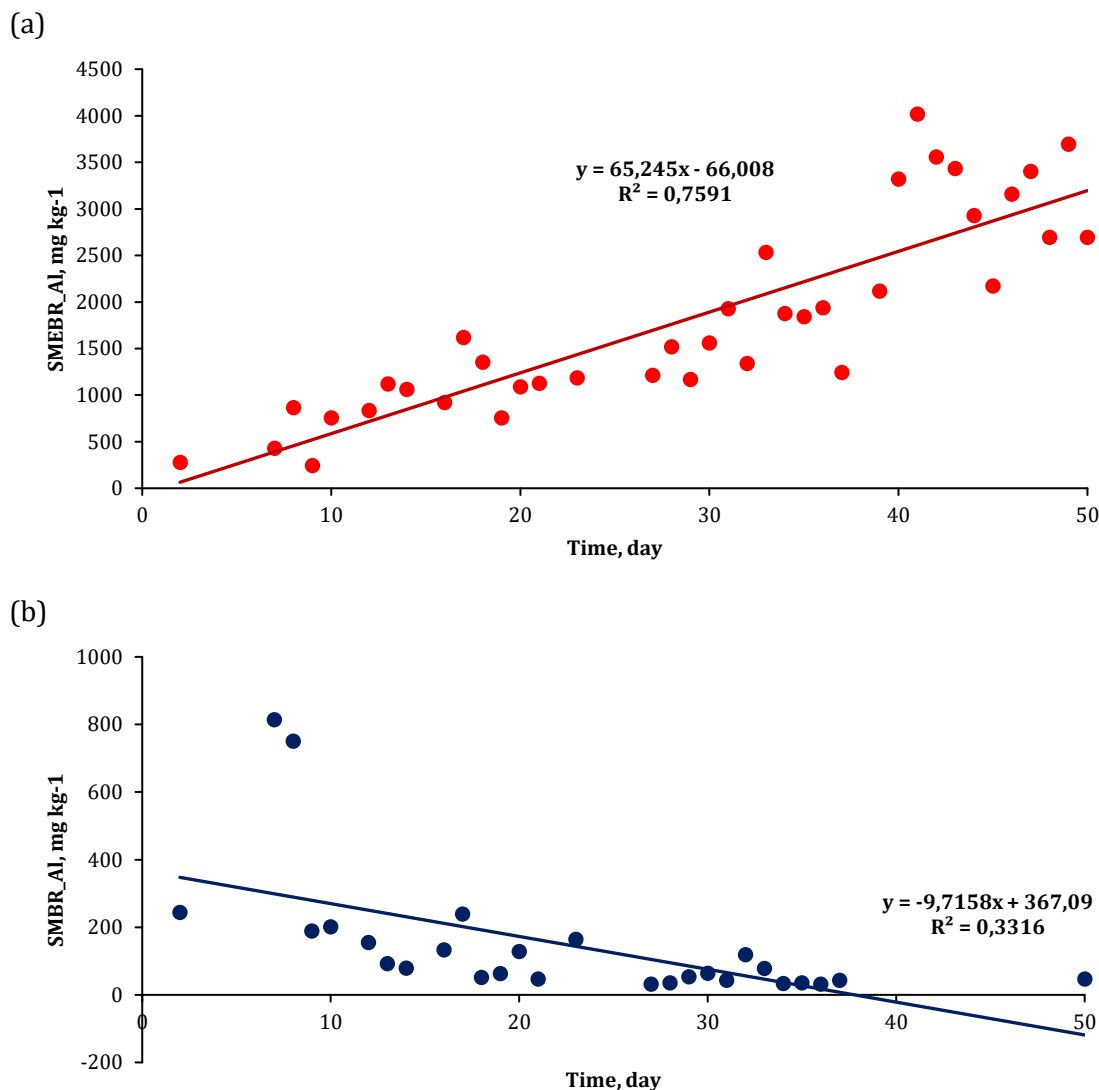 (a)
4500
4000
3500
3000
2500
2000
1500
1000
500
0
SMEBR_Al, mg kg-1
y = 65,245x - 66,008
R² = 0,7591
0 10 20 30 40 50
Time, day
(b)
1000
800
600
400
200
0
-200
SMBR_Al, mg kg-1
y = -9,7158x + 367,09
R² = 0,3316
0 10 20 30 40 50
Time, day